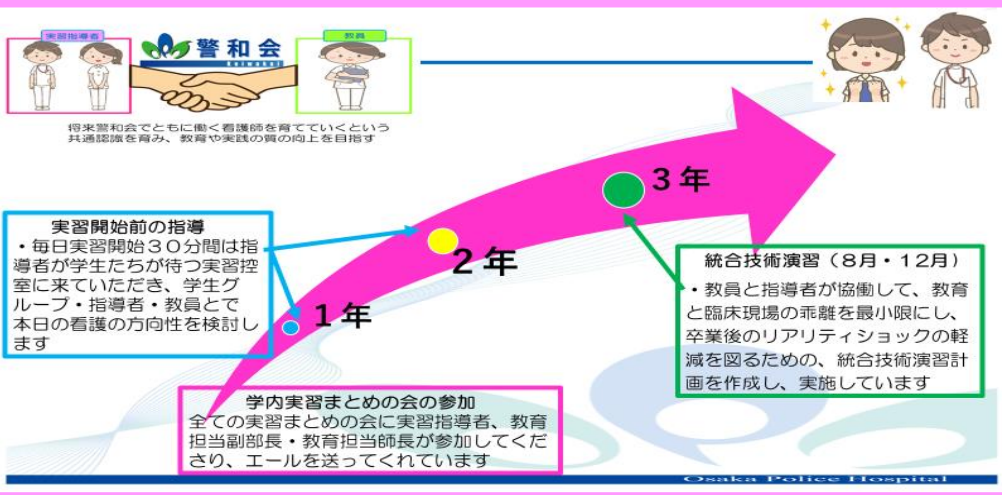 実習指導者
警和会
Keiwakai
教員
将来警和会でともに働く看護師を育てていくという
共通認識を育み、教育や実践の質の向上を目指す
3年
2年
1年
実習開始前の指導
・毎日実習開始30分間は指
導者が学生たちが待つ実習控
室に来ていただき、学生グ
ループ・指導者・教員とで
本日の看護の方向性を検討し
ます
統合技術演習（8月・12月）
・教員と指導者が協働して、教育
と臨床現場の乖離を最小限にし、
卒業後のリアリティショックの軽
減を図るための、統合技術演習計
画を作成し、実施しています
学内実習まとめの会の参加
全ての実習まとめの会に実習指導者、教育
担当副部長・教育担当師長が参加してくだ
さり、エールを送ってくれています
Osaka Police Hospital